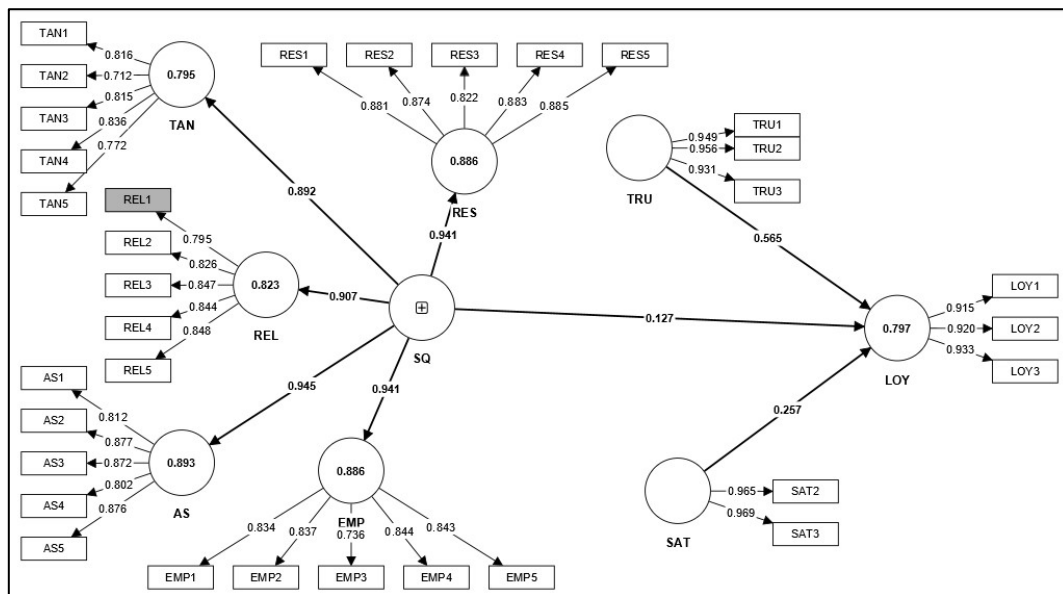 TAN1
0.816
TAN2
0.712
TAN3
0.815
TAN4
0.836
TAN5
0.772
0.795
TAN
RES1
RES2
RES3
RES4
RES5
0.881
0.874
0.822
0.883
0.885
0.886
RES
0.892
0.941
REL1
0.795
REL2
0.826
REL3
0.847
REL4
0.844
REL5
0.848
0.823
REL
0.907
SQ
0.945
0.941
AS1
0.812
AS2
0.877
AS3
0.872
AS4
0.802
AS5
0.876
0.893
AS
0.886
EMP
0.834
0.837
0.736
0.844
0.843
EMP1
EMP2
EMP3
EMP4
EMP5
TRU
0.949
TRU1
0.956
TRU2
0.931
TRU3
0.565
0.127
0.257
0.797
LOY
0.915
LOY1
0.920
LOY2
0.933
LOY3
SAT
0.965
SAT2
0.969
SAT3